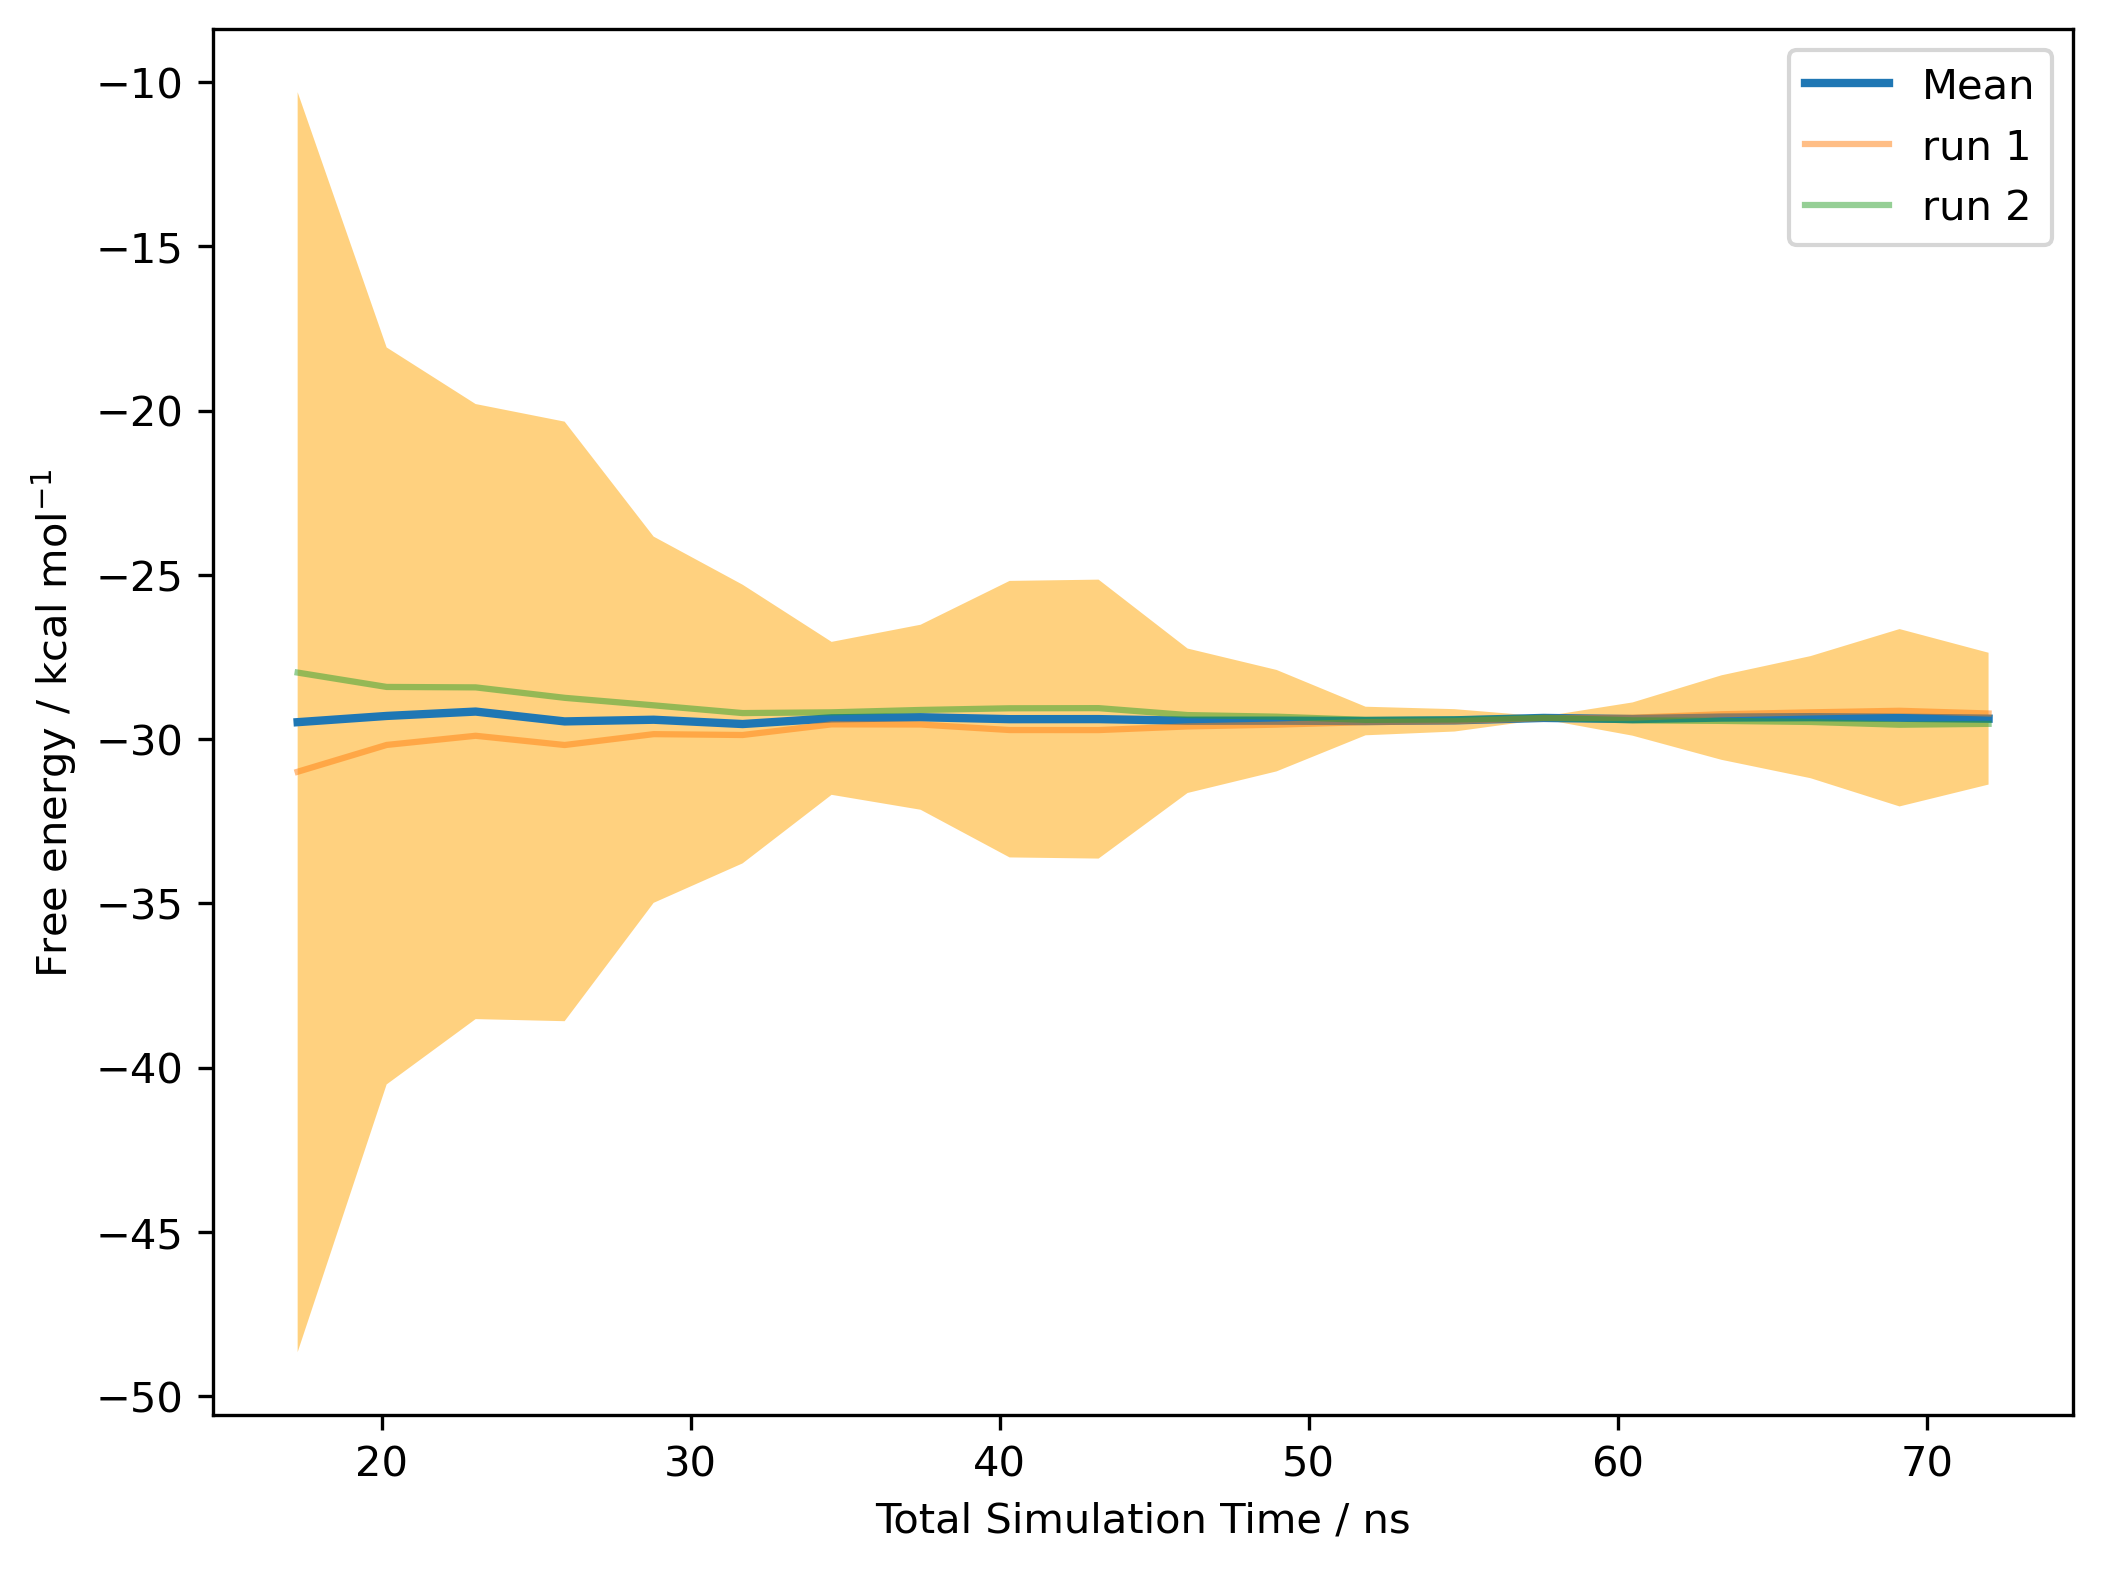 Mean
run 1
run 2
−10
−15
−20
−25
−30
−35
−40
−45
−50
Free energy / kcal mol⁻¹
20 30 40 50 60 70
Total Simulation Time / ns